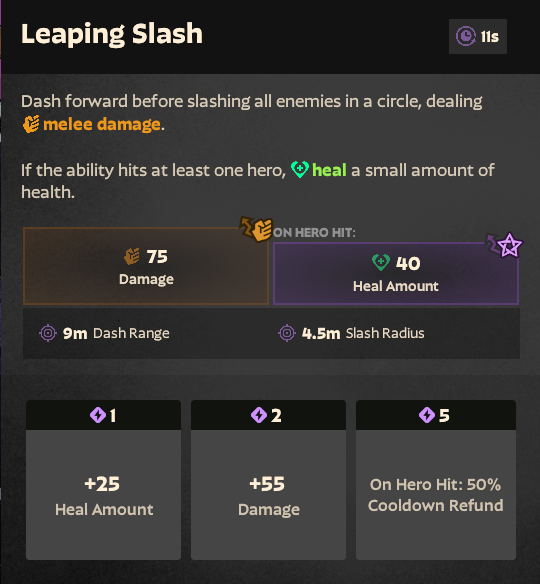 Leaping Slash
11s
Dash forward before slashing all enemies in a circle, dealing
melee damage.
If the ability hits at least one hero, heal a small amount of
health.
75
Damage
ON HERO HIT:
40
Heal Amount
9m Dash Range
4.5m Slash Radius
1
+25
Heal Amount
2
+55
Damage
5
On Hero Hit: 50%
Cooldown Refund